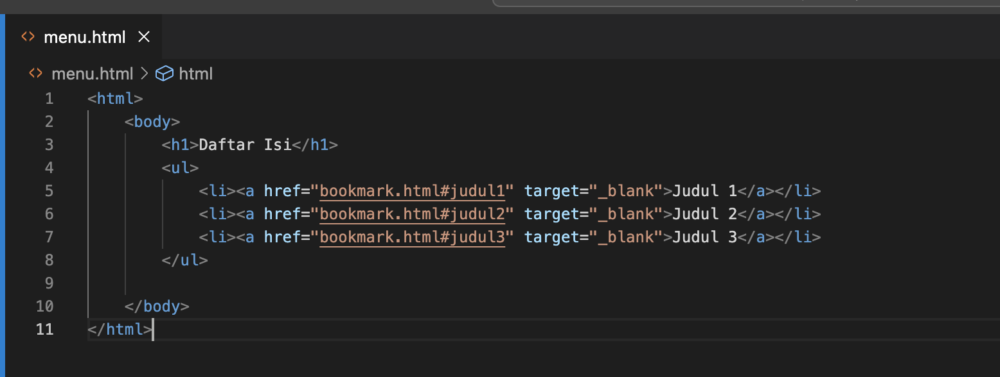 menu.html
menu.html > html
1 <html>
2 <body>
3 <h1>Daftar Isi</h1>
4 <ul>
5 <li><a href="bookmark.html#judul1" target="_blank">Judul 1</a></li>
6 <li><a href="bookmark.html#judul2" target="_blank">Judul 2</a></li>
7 <li><a href="bookmark.html#judul3" target="_blank">Judul 3</a></li>
8 </ul>
9
10 </body>
11 </html>